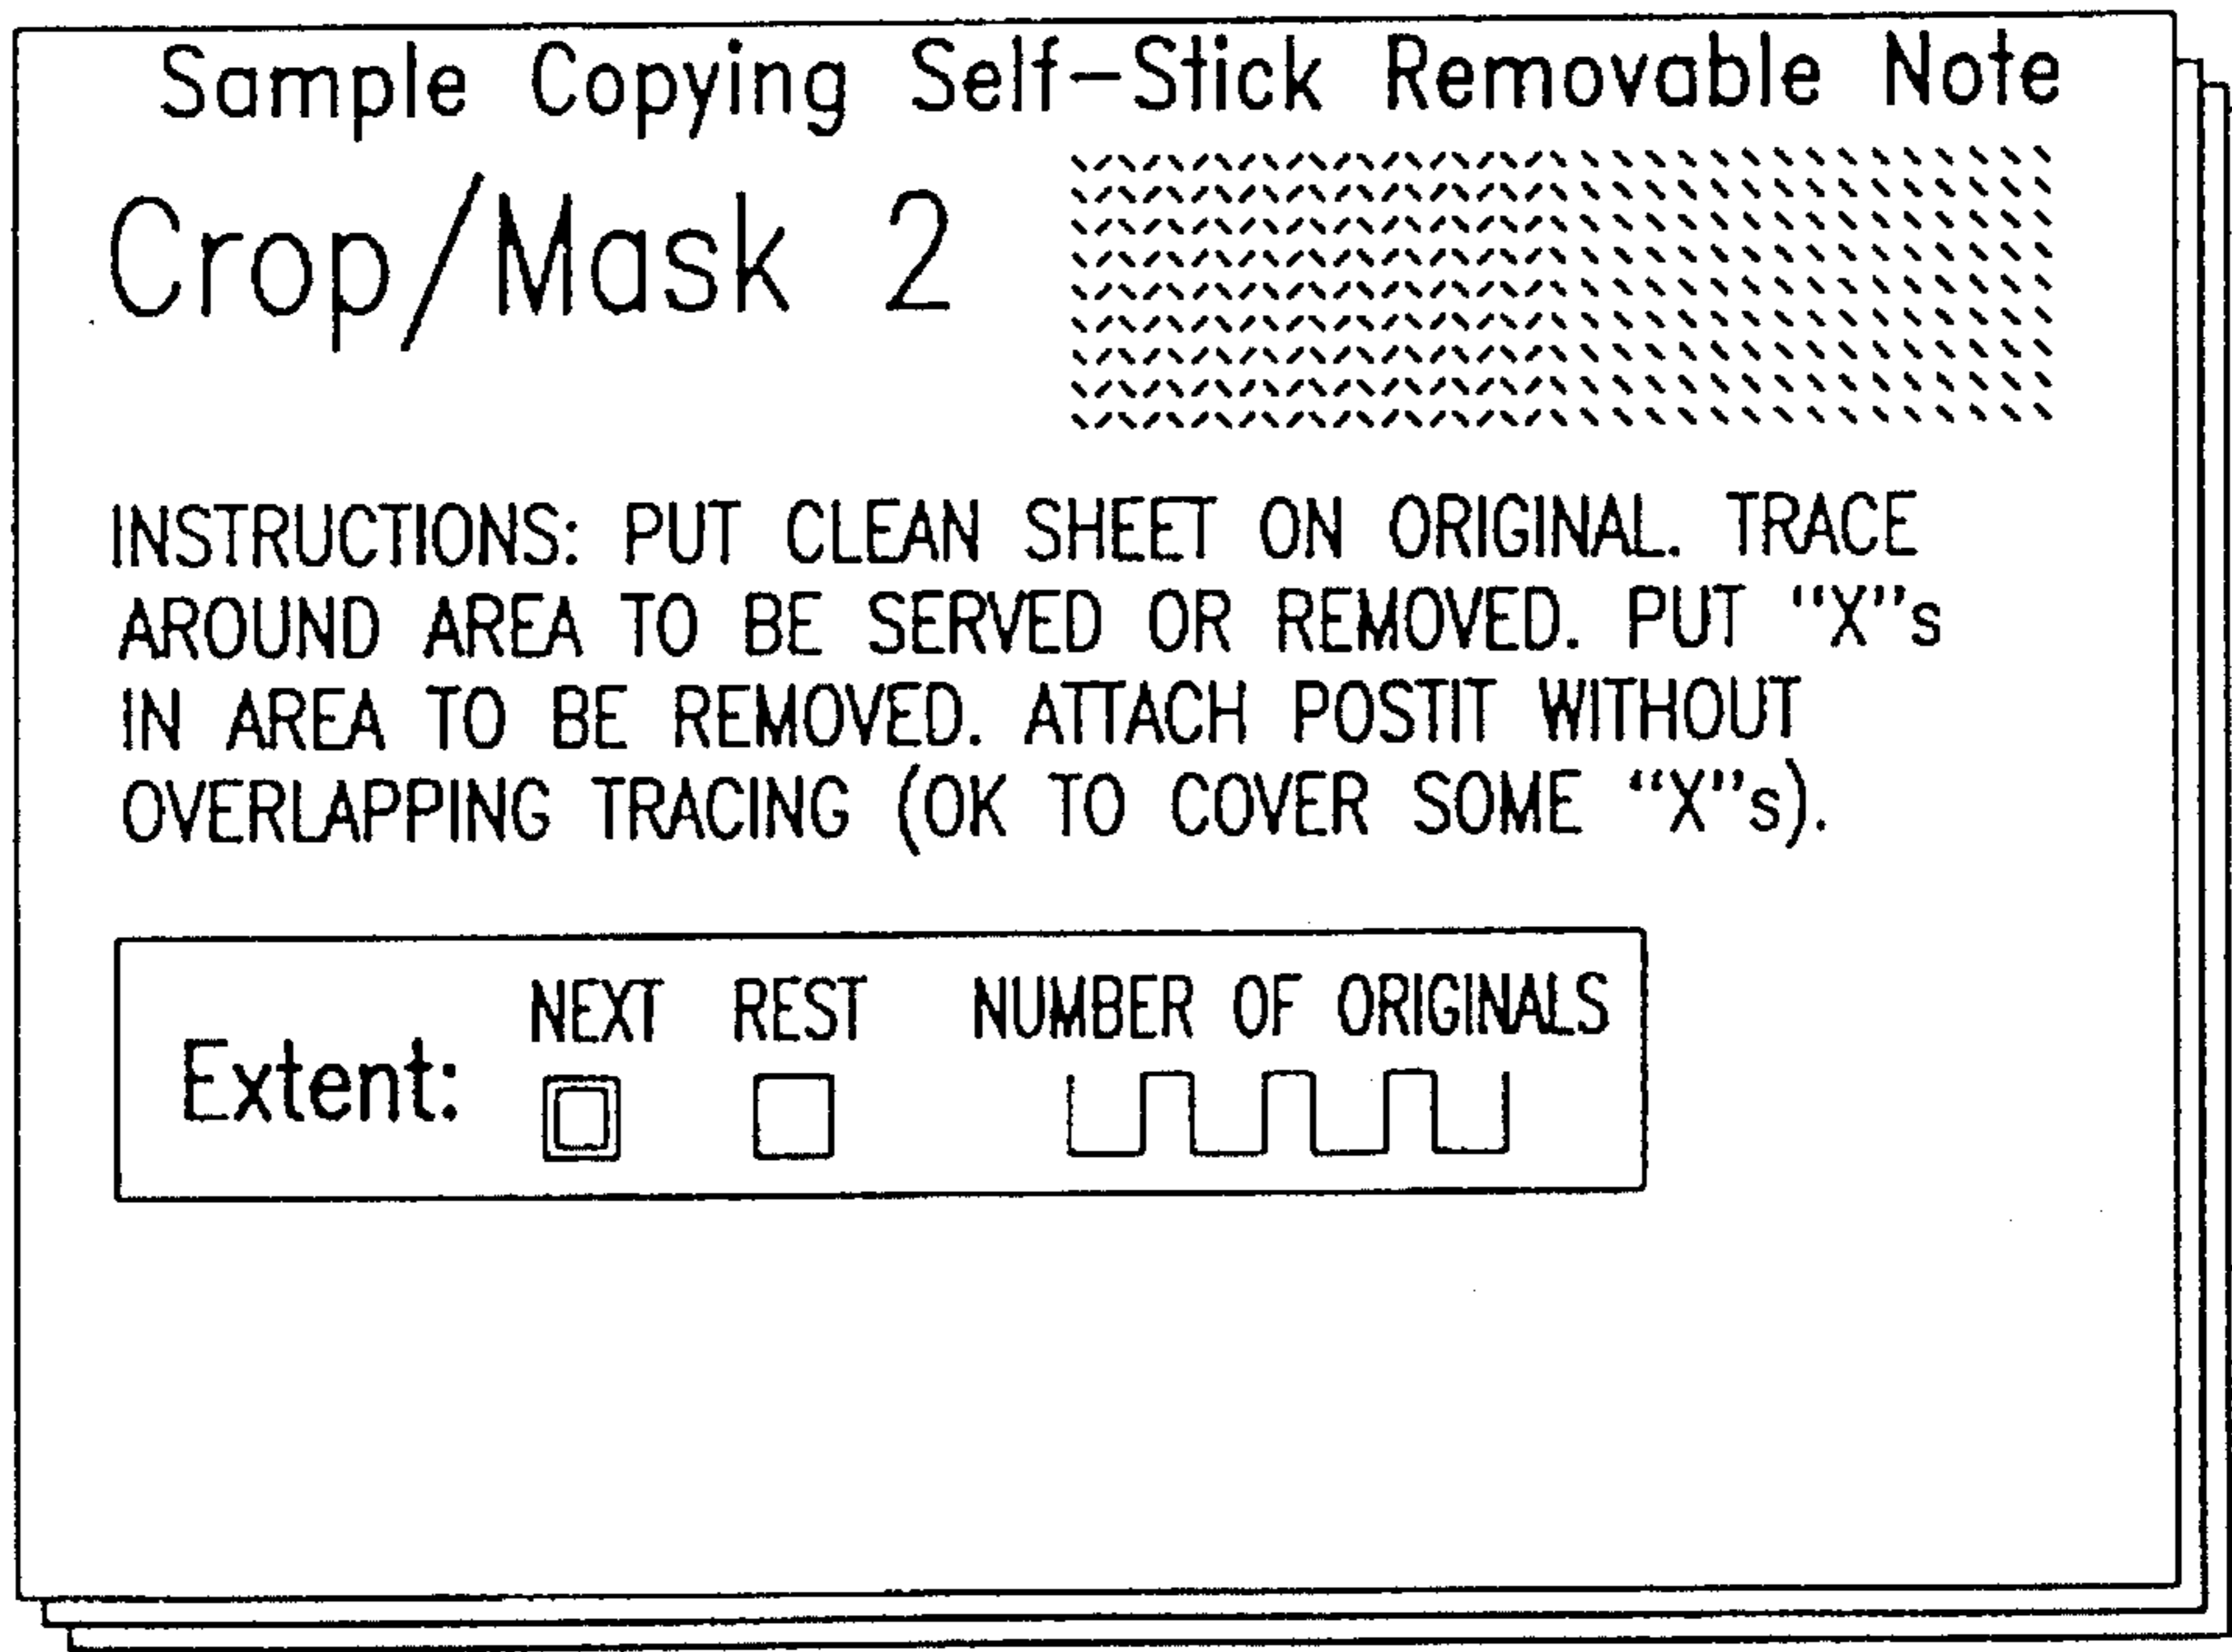 Sample Copying Self-Stick Removable Note
Crop/Mask 2
INSTRUCTIONS: PUT CLEAN SHEET ON ORIGINAL. TRACE
AROUND AREA TO BE SERVED OR REMOVED. PUT “X”s
IN AREA TO BE REMOVED. ATTACH POSTIT WITHOUT
OVERLAPPING TRACING (OK TO COVER SOME “X”s).
NEXT REST NUMBER OF ORIGINALS
Extent: